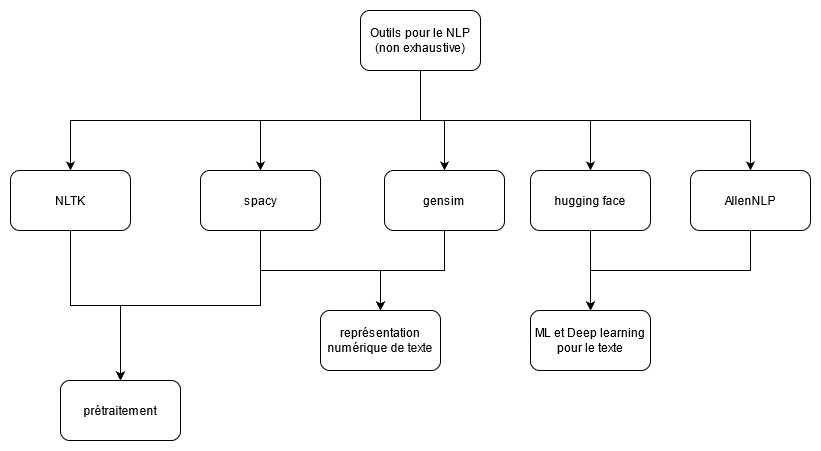 Outils pour le NLP
(non exhaustive)
NLTK
spacy
gensim
hugging face
AllenNLP
représentation
numérique de texte
ML et Deep learning
pour le texte
prétraitement